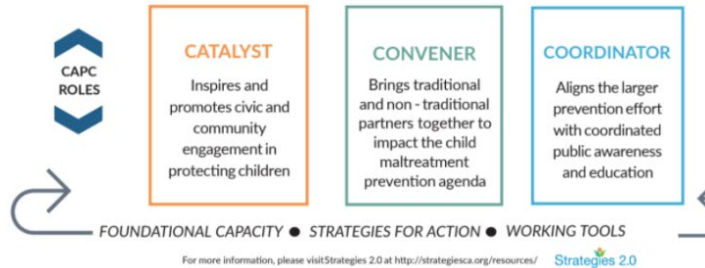 CAPC
ROLES
CATALYST
Inspires and
promotes civic and
community
engagement in
protecting children
CONVENER
Brings traditional
and non - traditional
partners together to
impact the child
maltreatment
prevention agenda
COORDINATOR
Aligns the larger
prevention effort
with coordinated
public awareness
and education
FOUNDATIONAL CAPACITY ● STRATEGIES FOR ACTION ● WORKING TOOLS
For more information, please visitStrategies 2.0 at http://strategiesca.org/resources/
Strategies 2.0